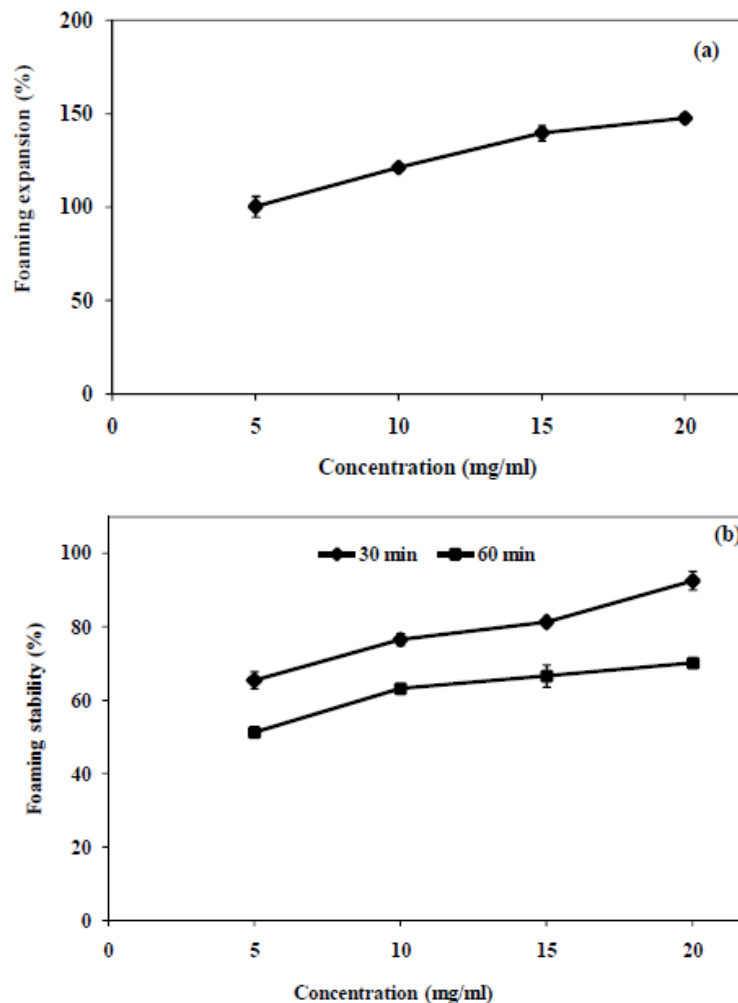 200
(a)
150
100
50
0
Foaming expansion (%)
0 5 10 15 20
Concentration (mg/ml)
(b)
30 min 60 min
100
80
60
40
20
0
Foaming stability (%)
0 5 10 15 20
Concentration (mg/ml)